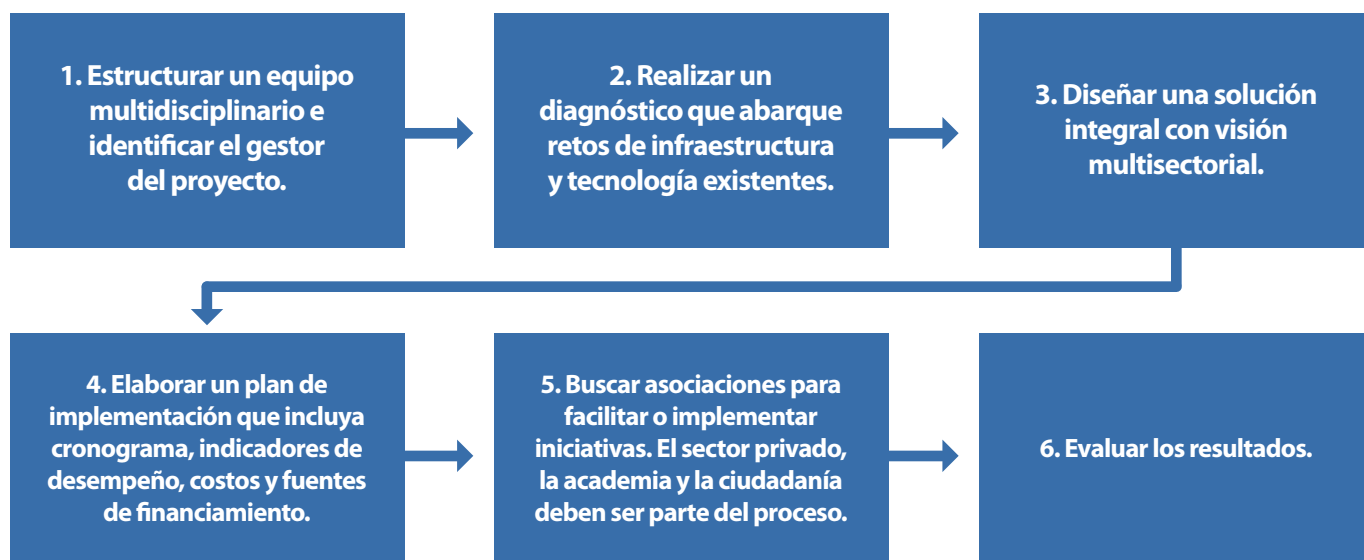 1. Estructurar un equipo
multidisciplinario e
identificar el gestor
del proyecto.
2. Realizar un
diagnóstico que abarque
retos de infraestructura
y tecnología existentes.
3. Diseñar una solución
integral con visión
multisectorial.
4. Elaborar un plan de
implementación que incluya
cronograma, indicadores de
desempeño, costos y fuentes
de financiamiento.
5. Buscar asociaciones para
facilitar o implementar
iniciativas. El sector privado,
la academia y la ciudadanía
deben ser parte del proceso.
6. Evaluar los resultados.